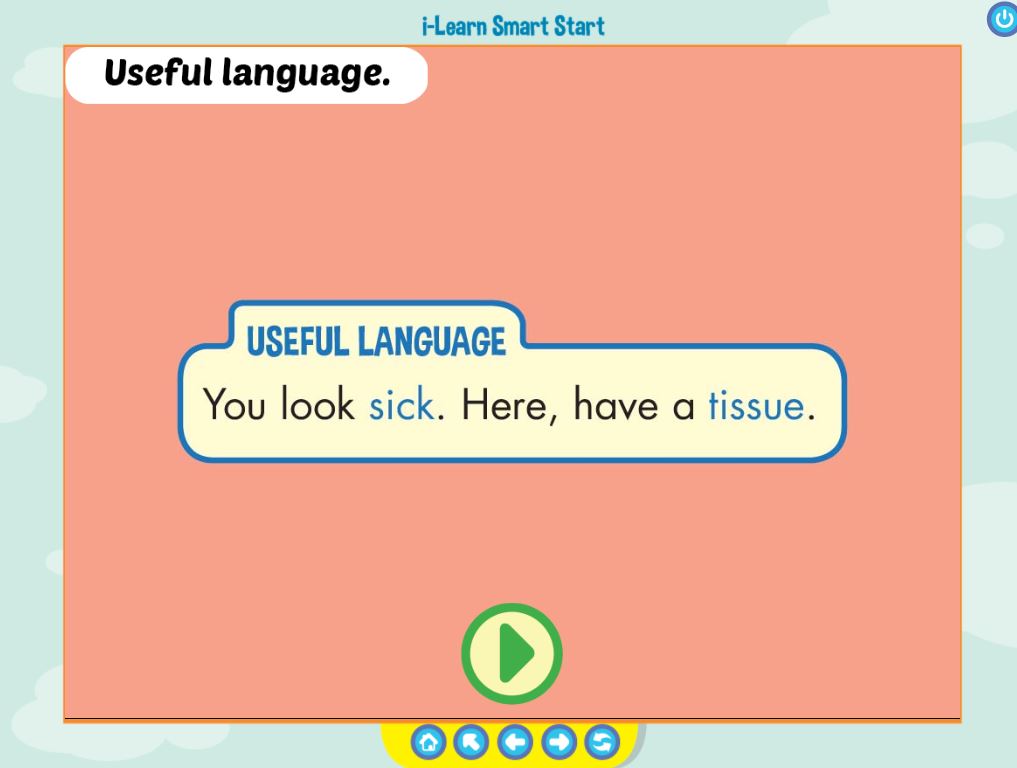 i-Learn Smart Start
Useful language.
USEFUL LANGUAGE
You look sick. Here, have a tissue.